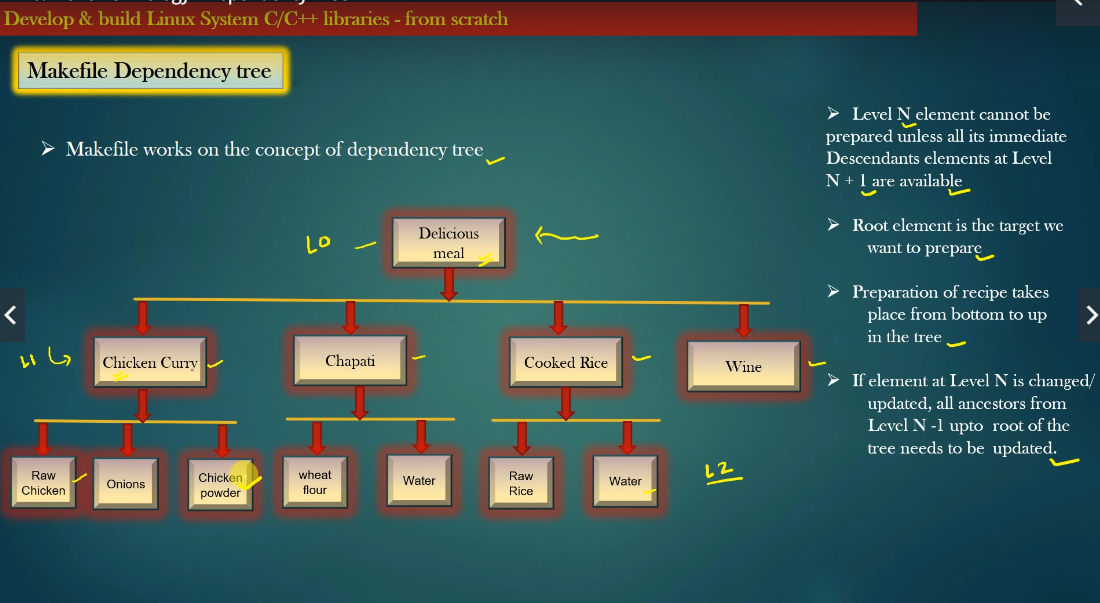 Develop & build Linux System C/C++ libraries - from scratch
Makefile Dependency tree
➢ Makefile works on the concept of dependency tree
L0
Delicious
meal
L1
Chicken Curry
Chapati
Cooked Rice
Wine
Raw
Chicken
Onions
Chicken
powder
wheat
flour
Water
Raw
Rice
Water
L2
➢ Level N element cannot be
prepared unless all its immediate
Descendants elements at Level
N + 1 are available
➢ Root element is the target we
want to prepare
➢ Preparation of recipe takes
place from bottom to up
in the tree
➢ If element at Level N is changed/
updated, all ancestors from
Level N -1 upto root of the
tree needs to be updated.